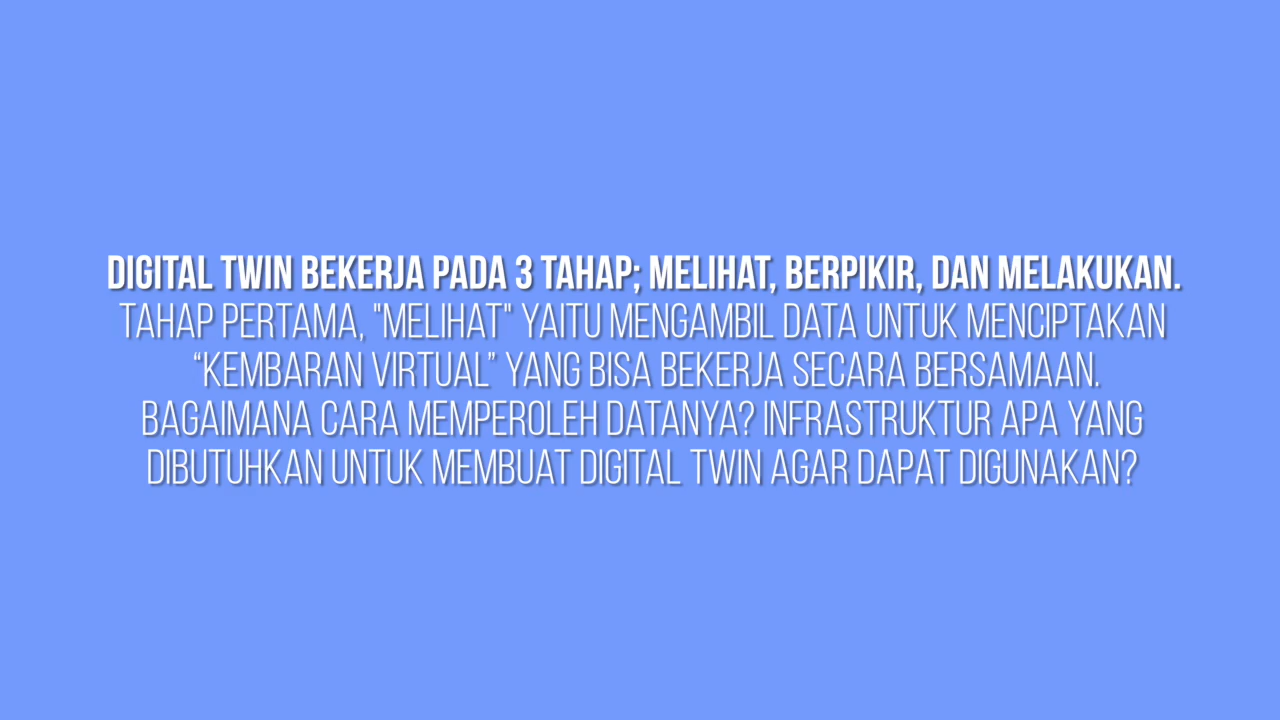 DIGITAL TWIN BEKERJA PADA 3 TAHAP; MELIHAT, BERPIKIR, DAN MELAKUKAN.
TAHAP PERTAMA, "MELIHAT" YAITU MENGAMBIL DATA UNTUK MENCIPTAKAN
“KEMBARAN VIRTUAL” YANG BISA BEKERJA SECARA BERSAMAAN.
BAGAIMANA CARA MEMPEROLEH DATANYA? INFRASTRUKTUR APA YANG
DIBUTUHKAN UNTUK MEMBUAT DIGITAL TWIN AGAR DAPAT DIGUNAKAN?